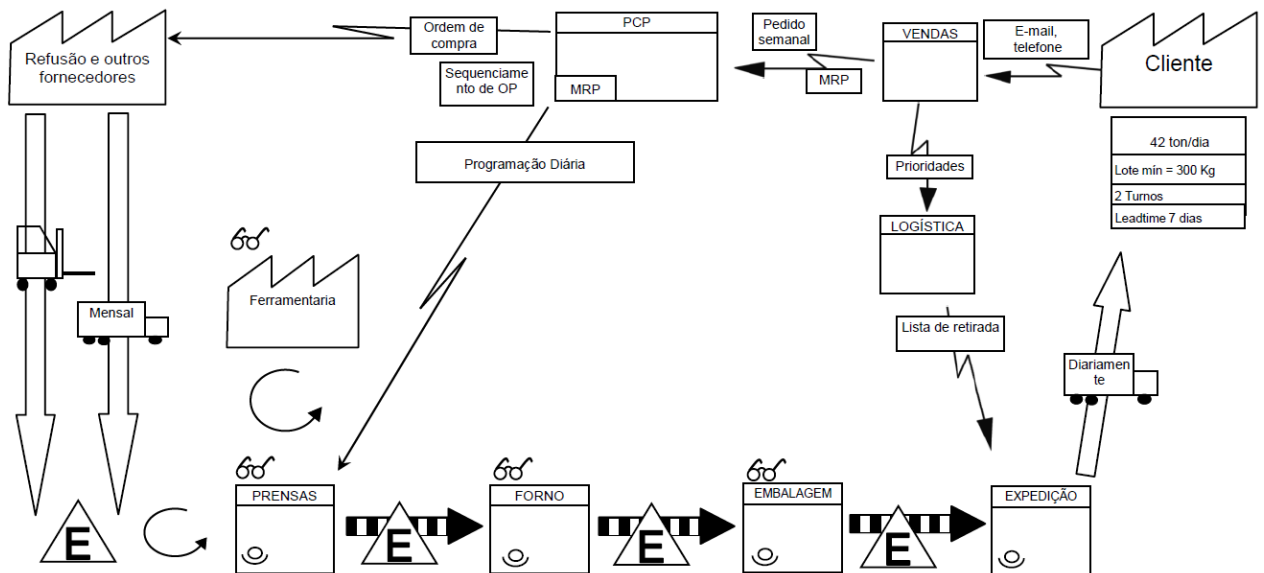 Refusão e outros
fornecedores
Ordem de
compra
Sequenciame
nto de OP
PCP
MRP
Pedido
semanal
MRP
VENDAS
E-mail,
telefone
Cliente
42 ton/dia
Lote mín = 300 Kg
2 Turnos
Leadtime 7 dias
Programação Diária
Prioridades
LOGÍSTICA
Ferramentaria
Mensal
Lista de retirada
Diariamen
te
E
PRENSAS
E
FORNO
E
EMBALAGEM
E
EXPEDIÇÃO